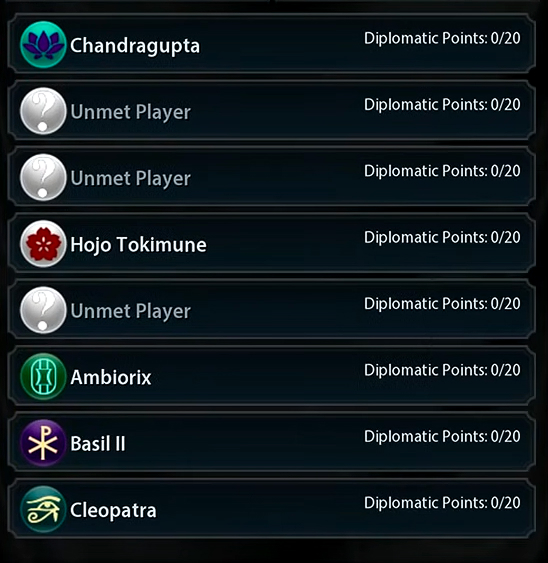 Chandragupta Diplomatic Points: 0/20
Unmet Player Diplomatic Points: 0/20
Unmet Player Diplomatic Points: 0/20
Hojo Tokimune Diplomatic Points: 0/20
Unmet Player Diplomatic Points: 0/20
Ambiorix Diplomatic Points: 0/20
Basil II Diplomatic Points: 0/20
Cleopatra Diplomatic Points: 0/20